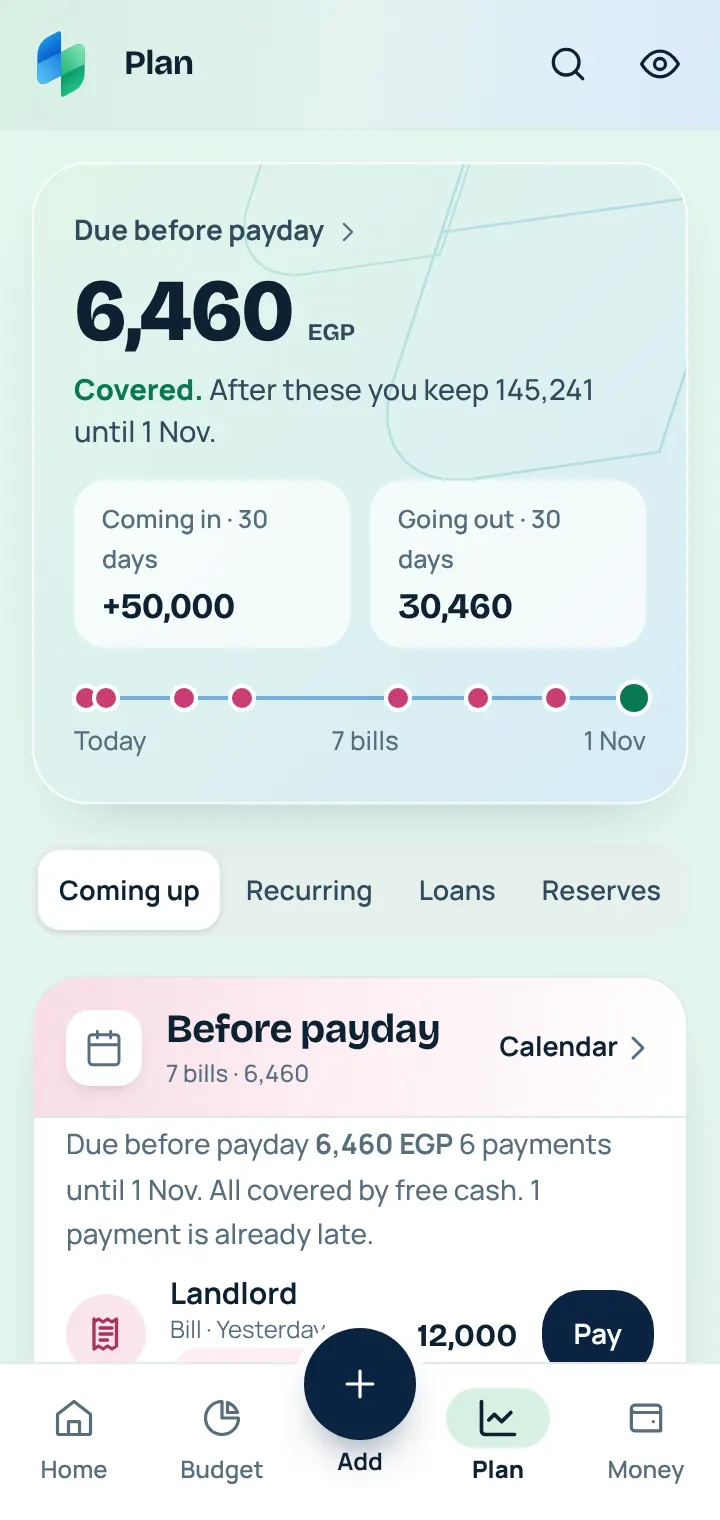 Plan
Due before payday
6,460 EGP
Covered. After these you keep 145,241
until 1 Nov.
Coming in · 30
days
+50,000
Going out · 30
days
30,460
Today
7 bills
1 Nov
Coming up
Recurring
Loans
Reserves
Before payday
7 bills · 6,460
Calendar
Due before payday 6,460 EGP 6 payments
until 1 Nov. All covered by free cash. 1
payment is already late.
Landlord
Bill · Yesterday
12,000
Pay
Home
Budget
Add
Plan
Money